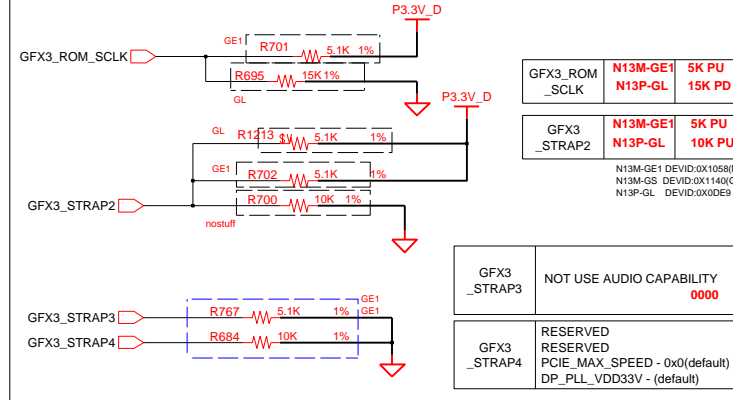 P3.3V_D
GE1
R701 5.1K 1%
GFX3_ROM_SCLK
R695 15K 1%
GL
P3.3V_D
GL
R1213 5.1K 1%
GE1
R702 5.1K 1%
R700 10K 1%
GFX3_STRAP2
nostuff
GE1
GFX3_STRAP3 R767 5.1K 1% GE1
GFX3_STRAP4 R684 10K 1%
GFX3_ROM _SCLK
N13M-GE1 5K PU
N13P-GL 15K PD
GFX3 _STRAP2
N13M-GE1 5K PU
N13P-GL 10K PU
N13M-GE1 DEVID:0X1058(
N13M-GS DEVID:0X1140(
N13P-GL DEVID:0X0DE9
GFX3 _STRAP3
NOT USE AUDIO CAPABILITY
0000
GFX3 _STRAP4
RESERVED
RESERVED
PCIE_MAX_SPEED - 0x0(default)
DP_PLL_VDD33V - (default)